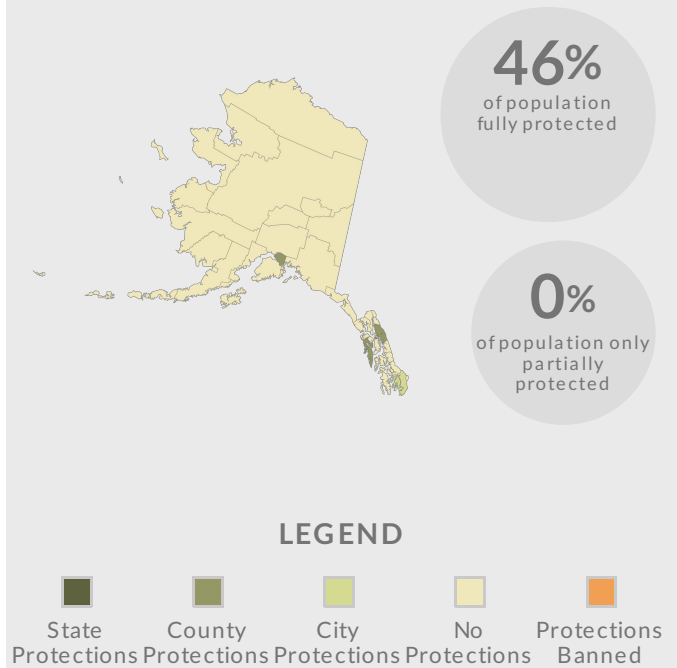 46%
of population
fully protected
0%
of population only
partially
protected
LEGEND
State
Protections
County
Protections
City
Protections
No
Protections
Protections
Banned